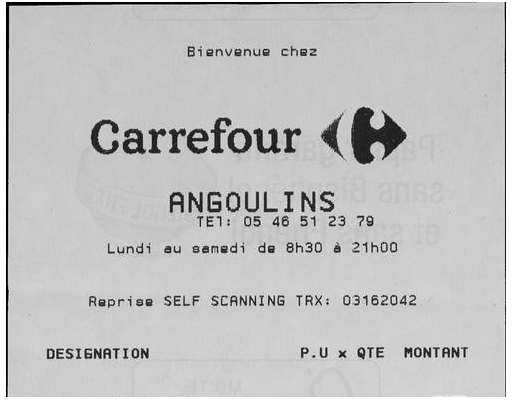 Bienvenue chez
Carrefour
ANGOULINS
TEl: 05 46 51 23 79
Lundi au samedi de 8h30 à 21h00
Reprise SELF SCANNING TRX: 03162042
DESIGNATION P.U x QTE MONTANT